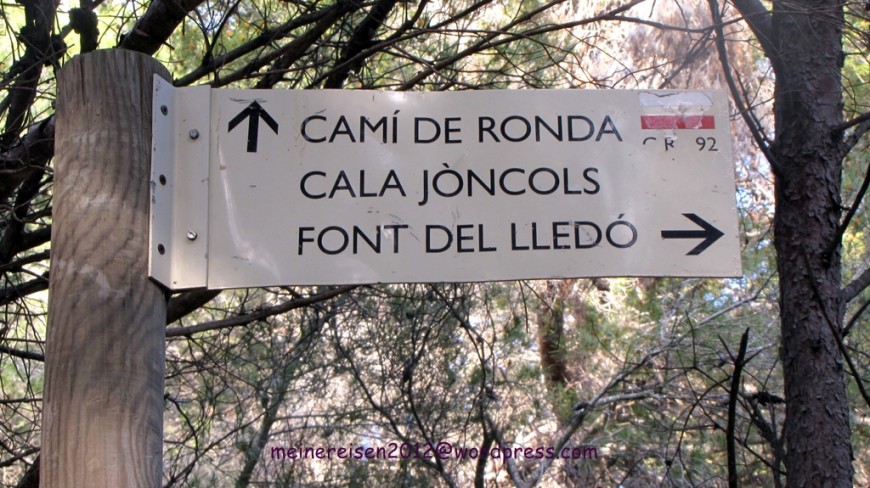 CAMÍ DE RONDA
GR 92
CALA JÒNCOLS
FONT DEL LLEDÓ
meinereisen2012@wordpress.com